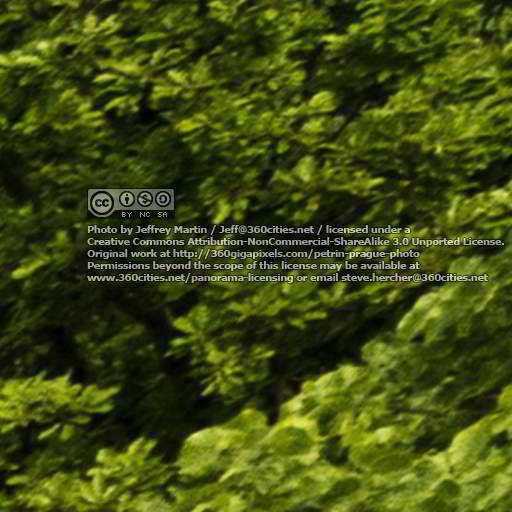 cc
BY NC SA
Photo by Jeffrey Martin / Jeff@360cities.net / licensed under a
Creative Commons Attribution-NonCommercial-ShareAlike 3.0 Unported License.
Original work at http://360gigapixels.com/petrin-prague-photo
Permissions beyond the scope of this license may be available at
www.360cities.net/panorama-licensing or email steve.hercher@360cities.net